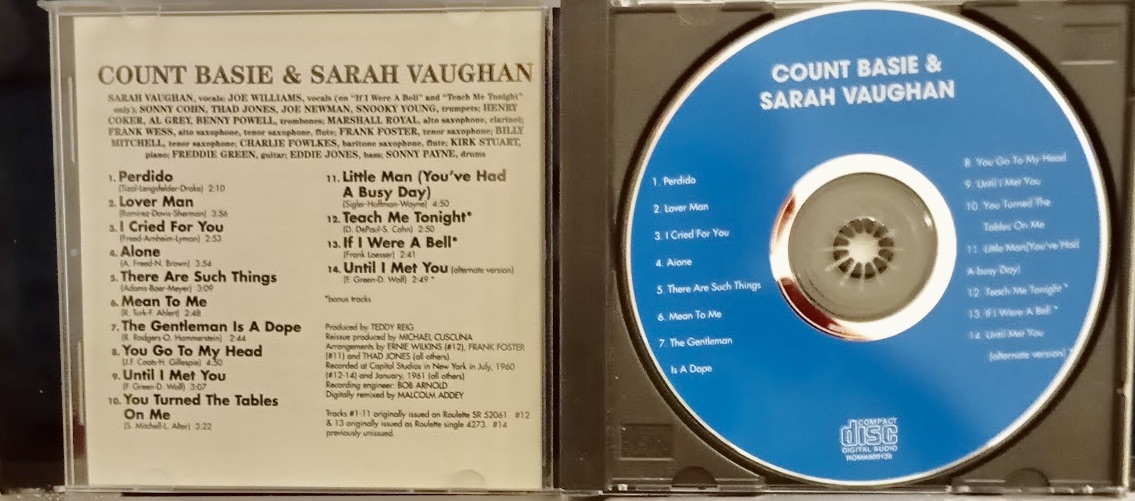 COUNT BASIE & SARAH VAUGHAN
SARAH VAUGHAN, vocals; JOE WILLIAMS, vocals (on "If I Were A Bell" and "Teach Me Tonight"
only); SONNY COHN, THAD JONES, JOE NEWMAN, SNOOKY YOUNG, trumpets; HENRY
COKER, AL GREY, BENNY POWELL, trombones; MARSHALL ROYAL, alto saxophone, clarinet;
FRANK WESS, alto saxophone, tenor saxophone, flute; FRANK FOSTER, tenor saxophone; BILLY
MITCHELL, tenor saxophone; CHARLIE FOWLKES, baritone saxophone, flute; KIRK STUART,
piano; FREDDIE GREEN, guitar; EDDIE JONES, bass; SONNY PAYNE, drums
1. Perdido
(Tizol-Langsfelder-Drake) 2:10
2. Lover Man
(Ramirez-Davis-Sherman) 3:56
3. I Cried For You
(Freed-Arnheim-Lyman) 2:53
4. Alone
(A. Freed-N. Brown) 3:54
5. There Are Such Things
(Adams-Baer-Meyer) 3:09
6. Mean To Me
(R. Turk-F. Ahlert) 2:48
7. The Gentleman Is A Dope
(R. Rodgers-O. Hammerstein) 2:44
8. You Go To My Head
(J.F. Coots-H. Gillespie) 4:50
9. Until I Met You
(F. Green-D. Wolf) 3:07
10. You Turned The Tables
On Me
(S. Mitchell-L. Alter) 3:22
11. Little Man (You've Had
A Busy Day)
(Sigler-Hoffman-Wayne) 4:50
12. Teach Me Tonight*
(D. DePaul-S. Cahn) 2:50
13. If I Were A Bell*
(Frank Loesser) 2:41
14. Until I Met You (alternate version)
(F. Green-D. Wolf) 2:49 *
*bonus tracks
Produced by TEDDY REIG
Reissue produced by MICHAEL CUSCUNA
Arrangements by ERNIE WILKINS (#12), FRANK FOSTER
(#11) and THAD JONES (all others)
Recorded at Capitol Studios in New York in July, 1960
(#12-14) and January, 1961 (all others)
Recording engineer: BOB ARNOLD
Digitally remixed by MALCOLM ADDEY
Tracks #1-11 originally issued on Roulette SR 52061. #12
& 13 originally issued as Roulette single 4273. #14
previously unissued.
COUNT BASIE &
SARAH VAUGHAN
1. Perdido
2. Lover Man
3. I Cried For You
4. Alone
5. There Are Such Things
6. Mean To Me
7. The Gentleman
Is A Dope
8. You Go To My Head
9. Until I Met You
10. You Turned The
Tables On Me
11. Little Man(You've Had
A busy Day)
12. Teach Me Tonight*
13. If I Were A Bell *
14. Until I Met You
(alternate version) *
COMPACT
disc
DIGITAL AUDIO